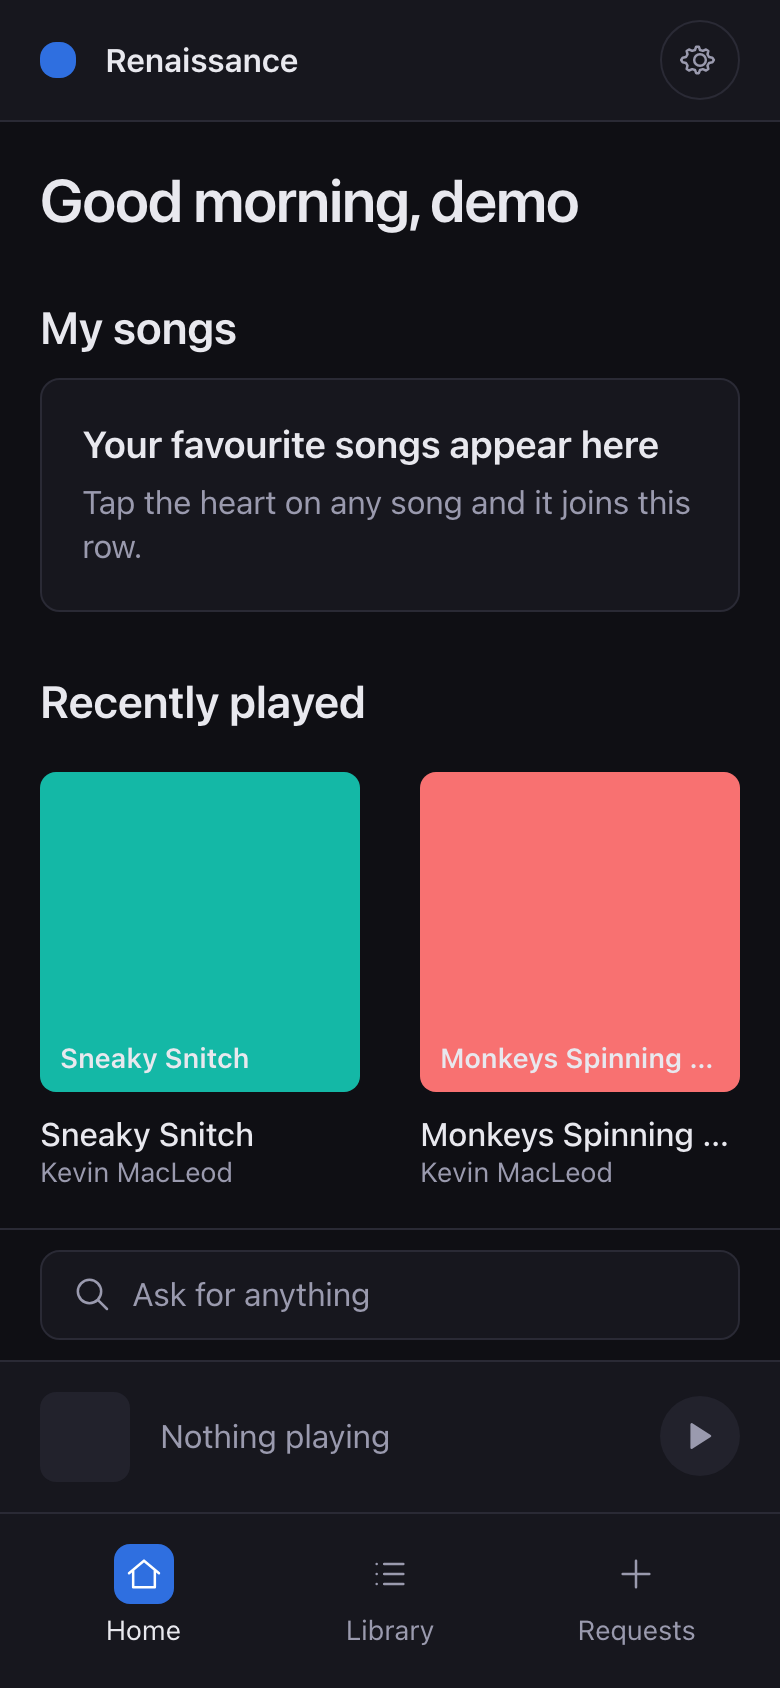 Renaissance
Good morning, demo
My songs
Your favourite songs appear here
Tap the heart on any song and it joins this
row.
Recently played
Sneaky Snitch
Monkeys Spinning ...
Sneaky Snitch
Monkeys Spinning ...
Kevin MacLeod
Kevin MacLeod
Ask for anything
Nothing playing
Home
Library
Requests